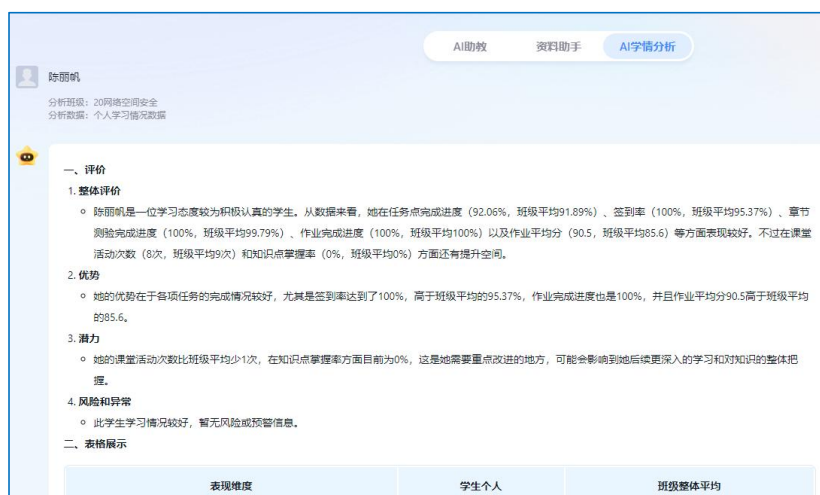 AI助教 资料助手 AI学情分析
陈丽帆
分析班级：20网络空间安全
分析数据：个人学习情况数据
一、评价
1. 整体评价
陈丽帆是一位学习态度较为积极认真的学生。从数据来看，她在任务点完成进度（92.06%，班级平均91.89%）、签到率（100%，班级平均95.37%）、章节
测验完成进度（100%，班级平均99.79%）、作业完成进度（100%，班级平均100%）以及作业平均分（90.5，班级平均85.6）等方面表现较好。不过在课堂
活动次数（8次，班级平均9次）和知识点掌握率（0%，班级平均0%）方面还有提升空间。
2. 优势
她的优势在于各项任务的完成情况较好，尤其是签到率达到了100%，高于班级平均的95.37%，作业完成进度也是100%，并且作业平均分90.5高于班级平均
的85.6。
3. 潜力
她的课堂活动次数比班级平均少1次，在知识点掌握率方面目前为0%，这是她需要重点改进的地方，可能会影响到她后续更深入的学习和对知识的整体把
握。
4. 风险和异常
此学生学习情况较好，暂无风险或预警信息。
二、表格展示
表现维度 学生个人 班级整体平均